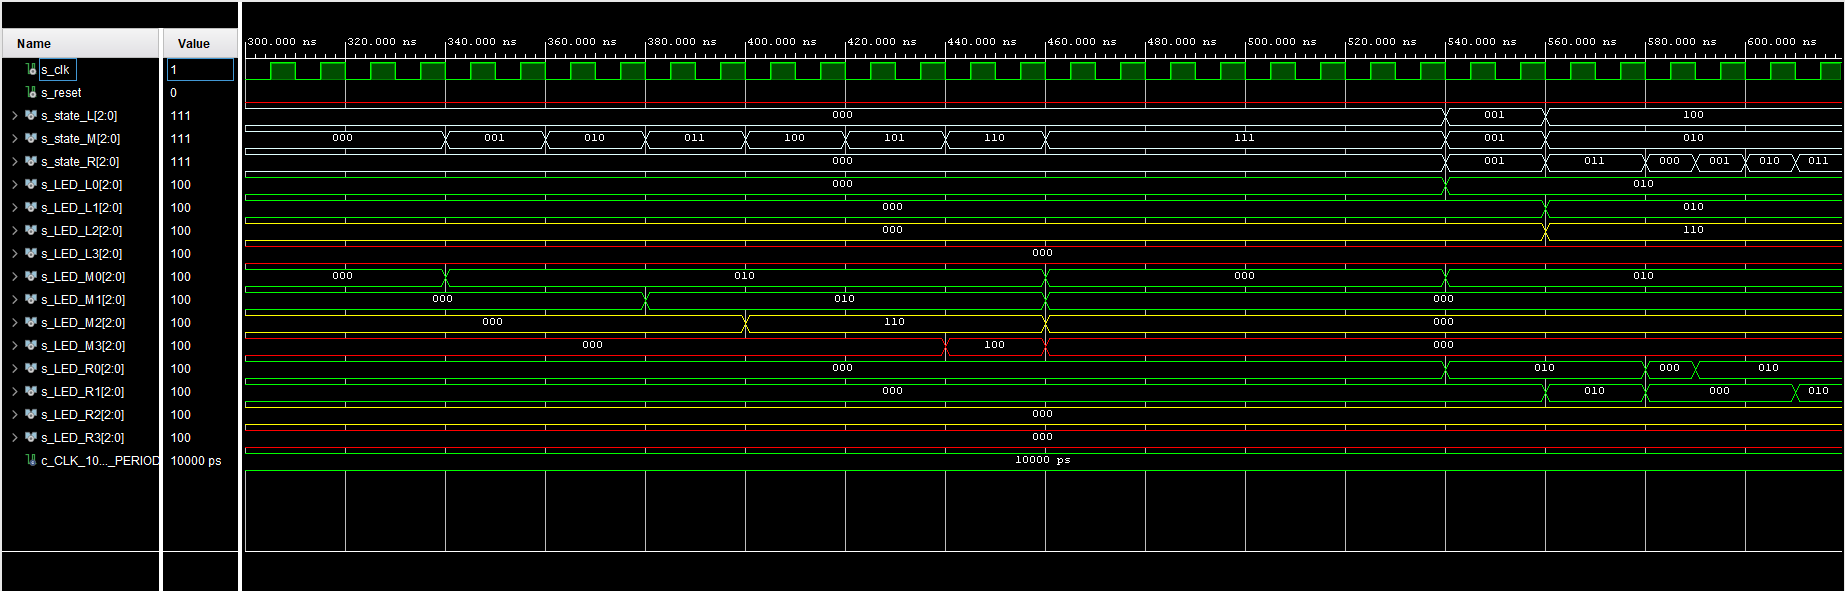 Name Value 300.000 ns 320.000 ns 340.000 ns 360.000 ns 380.000 ns 400.000 ns 420.000 ns 440.000 ns 460.000 ns 480.000 ns 500.000 ns 520.000 ns 540.000 ns 560.000 ns 580.000 ns 600.000 ns
s_clk 1
s_reset 0
s_state_L[2:0] 111 000 001 100
s_state_M[2:0] 111 000 001 010 011 100 101 110 111 001 010
s_state_R[2:0] 111 000 001 011 000 001 010 011
s_LED_L0[2:0] 100 000 010
s_LED_L1[2:0] 100 000 010
s_LED_L2[2:0] 100 000 110
s_LED_L3[2:0] 100 000
s_LED_M0[2:0] 100 000 010 000 010
s_LED_M1[2:0] 100 000 010 000
s_LED_M2[2:0] 100 000 110 000
s_LED_M3[2:0] 100 000 100 000
s_LED_R0[2:0] 100 000 010 000 010
s_LED_R1[2:0] 100 000 010 000 010
s_LED_R2[2:0] 100 000
s_LED_R3[2:0] 100 000
c_CLK_10..._PERIOD 10000 ps 10000 ps